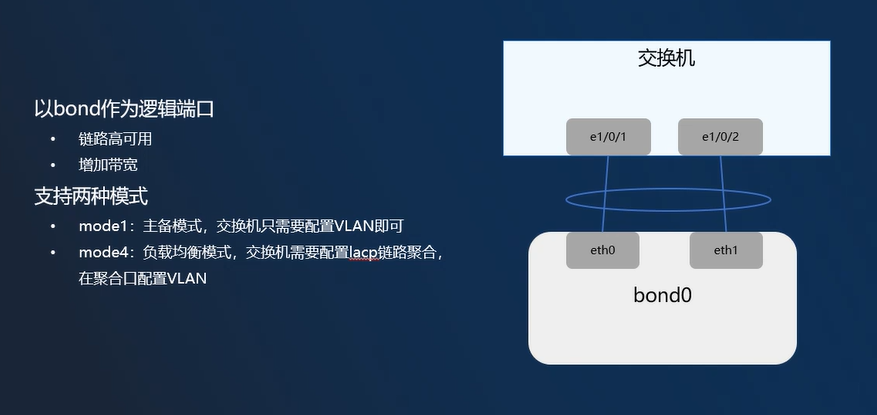 以bond作为逻辑端口
• 链路高可用
• 增加带宽
支持两种模式
• mode1：主备模式，交换机只需要配置VLAN即可
• mode4：负载均衡模式，交换机需要配置lacp链路聚合，
在聚合口配置VLAN
交换机
e1/0/1
e1/0/2
eth0
eth1
bond0